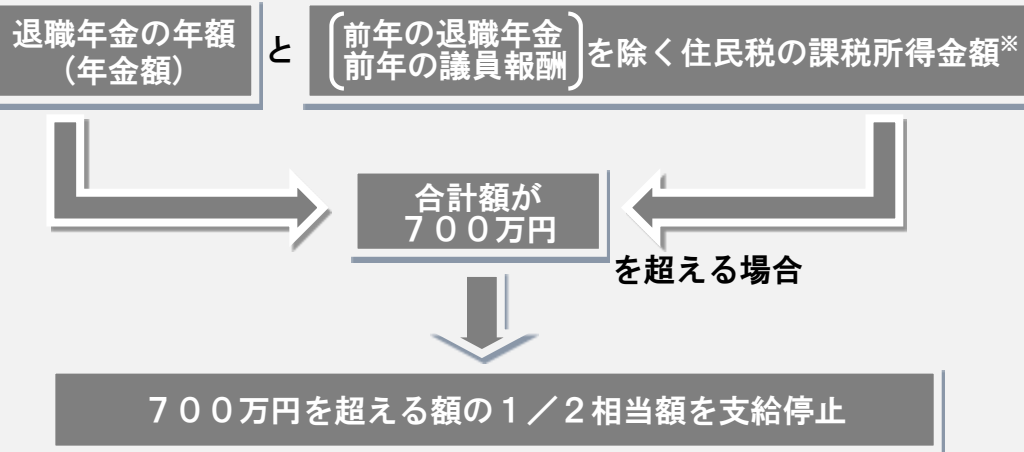 退職年金の年額
(年金額)
と
前年の退職年金
前年の議員報酬
を除く住民税の課税所得金額※
合計額が
７００万円
を超える場合
７００万円を超える額の１／２相当額を支給停止